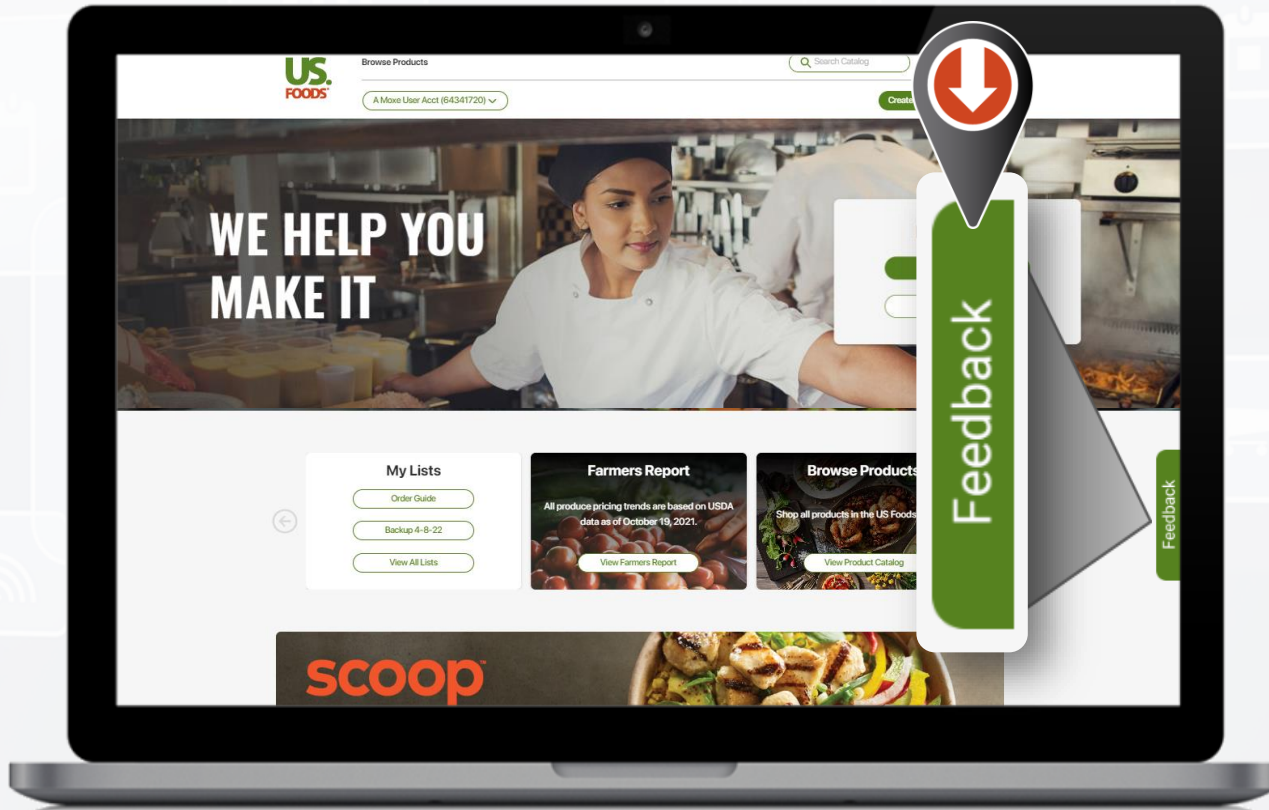 US.
FOODS
Browse Products
Search Catalog
A Moxe User Acct (64341720)
Create
WE HELP YOU
MAKE IT
Feedback
My Lists
Order Guide
Backup 4-8-22
View All Lists
Farmers Report
All produce pricing trends are based on USDA
data as of October 19, 2021.
View Farmers Report
Browse Products
Shop all products in the US Foods
View Product Catalog
Feedback
scoop™